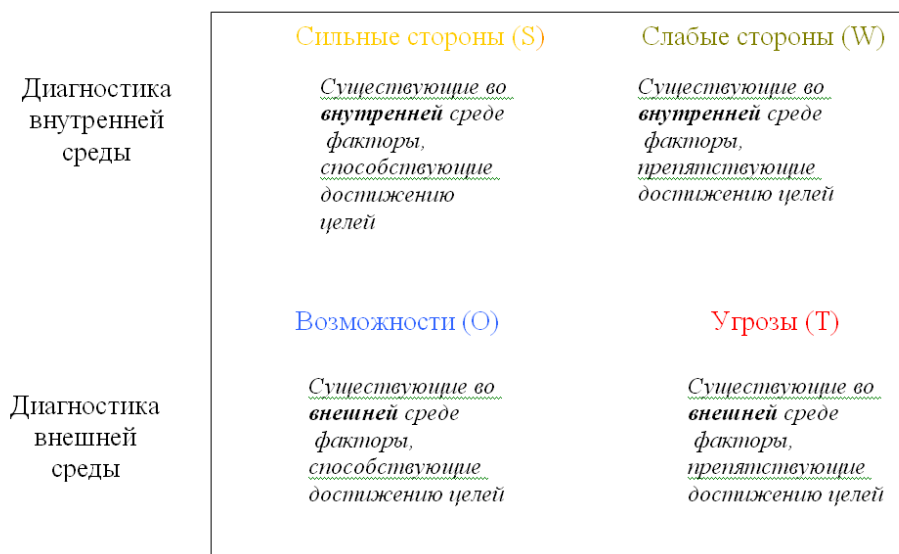 Сильные стороны (S)
Слабые стороны (W)
Диагностика
внутренней
среды
Существующие во
внутренней среде
факторы,
способствующие
достижению
целей
Существующие во
внутренней среде
факторы,
препятствующие
достижению целей
Возможности (O)
Угрозы (T)
Диагностика
внешней
среды
Существующие во
внешней среде
факторы,
способствующие
достижению целей
Существующие во
внешней среде
факторы,
препятствующие
достижению целей